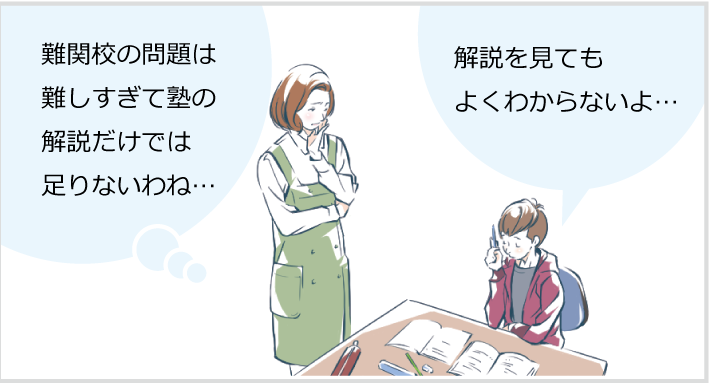 難関校の問題は
難しすぎて塾の
解説だけでは
足りないわね…
解説を見ても
よくわからないよ…